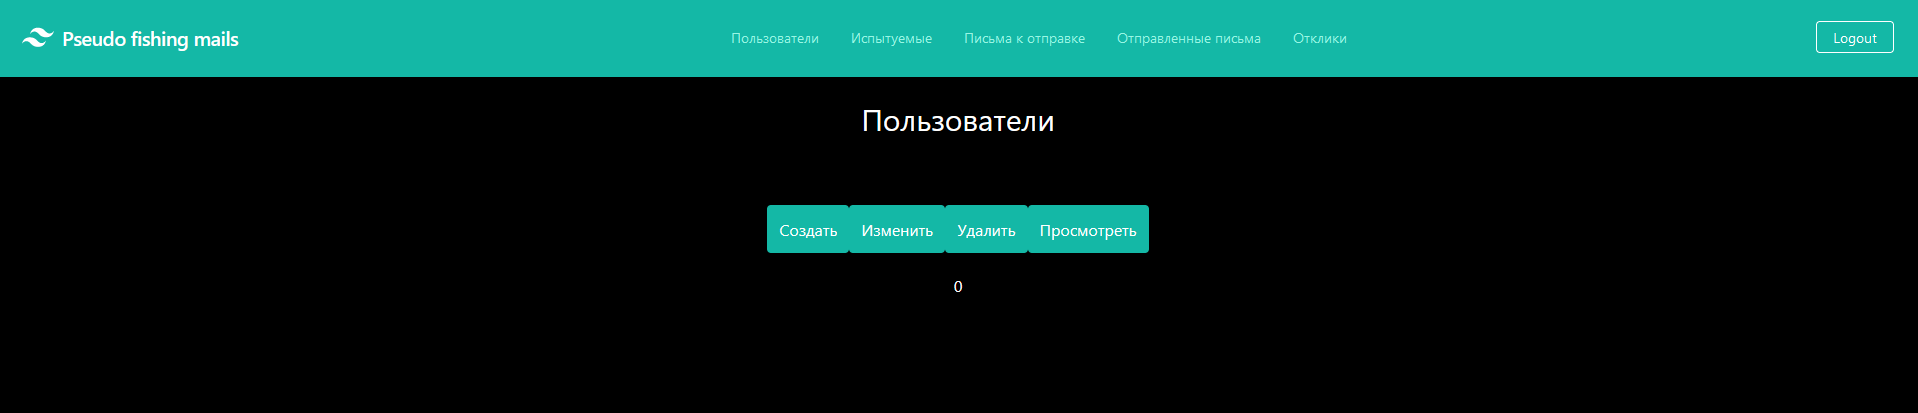 Pseudo fishing mails Пользователи Испытуемые Письма к отправке Отправленные письма Отклики Logout
Пользователи
Создать Изменить Удалить Просмотреть
0